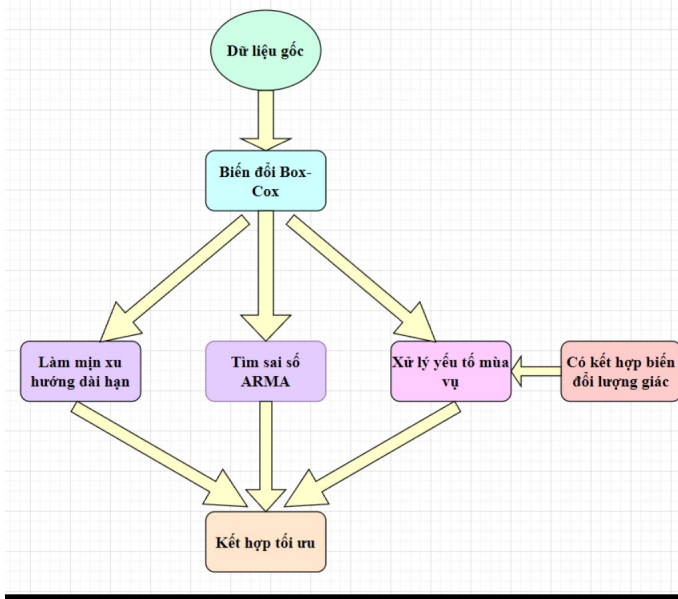 Dữ liệu gốc
Biến đổi Box-
Cox
Làm mịn xu
hướng dài hạn
Tìm sai số
ARMA
Xử lý yếu tố mùa
vụ
Có kết hợp biến
đổi lượng giác
Kết hợp tối ưu